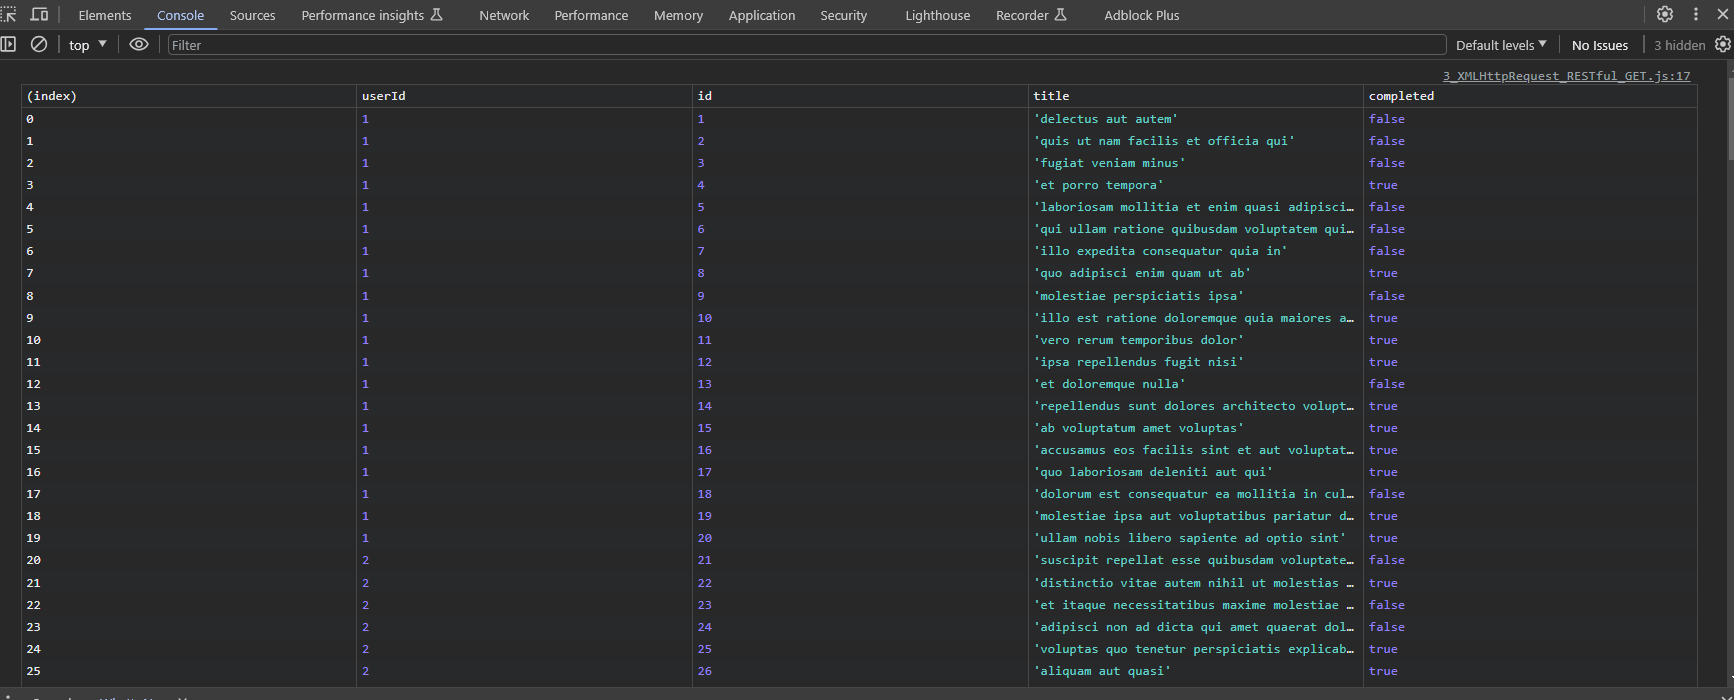 Elements Console Sources Performance insights Network Performance Memory Application Security Lighthouse Recorder Adblock Plus
top Filter Default levels No Issues 3 hidden
3_XMLHttpRequest_RESTful_GET.js:17
(index) userId id title completed
0 1 1 'delectus aut autem' false
1 1 2 'quis ut nam facilis et officia qui' false
2 1 3 'fugiat veniam minus' false
3 1 4 'et porro tempora' true
4 1 5 'laboriosam mollitia et enim quasi adipisci… false
5 1 6 'qui ullam ratione quibusdam voluptatem qui… false
6 1 7 'illo expedita consequatur quia in' false
7 1 8 'quo adipisci enim quam ut ab' true
8 1 9 'molestiae perspiciatis ipsa' false
9 1 10 'illo est ratione doloremque quia maiores a… true
10 1 11 'vero rerum temporibus dolor' true
11 1 12 'ipsa repellendus fugit nisi' true
12 1 13 'et doloremque nulla' false
13 1 14 'repellendus sunt dolores architecto volupt… true
14 1 15 'ab voluptatum amet voluptas' true
15 1 16 'accusamus eos facilis sint et aut voluptat… true
16 1 17 'quo laboriosam deleniti aut qui' true
17 1 18 'dolorum est consequatur ea mollitia in cul… false
18 1 19 'molestiae ipsa aut voluptatibus pariatur d… true
19 1 20 'ullam nobis libero sapiente ad optio sint' true
20 2 21 'suscipit repellat esse quibusdam voluptate… false
21 2 22 'distinctio vitae autem nihil ut molestias … true
22 2 23 'et itaque necessitatibus maxime molestiae … false
23 2 24 'adipisci non ad dicta qui amet quaerat dol… false
24 2 25 'voluptas quo tenetur perspiciatis explicab… true
25 2 26 'aliquam aut quasi' true